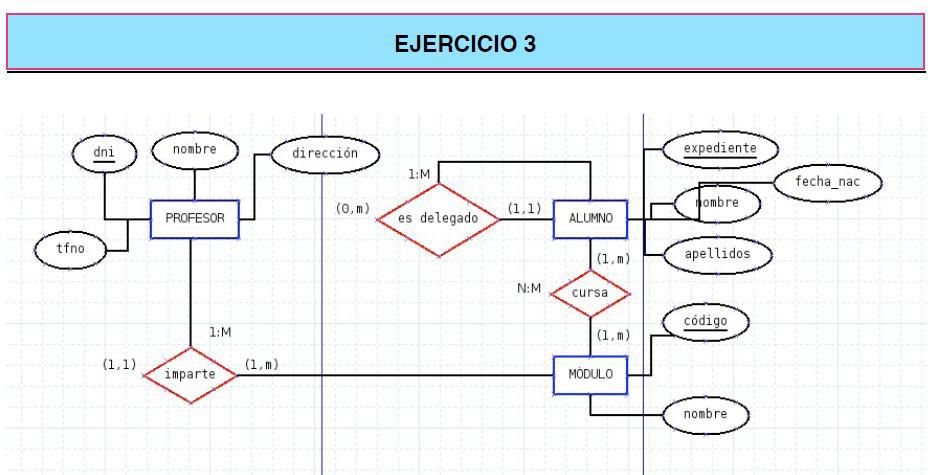 EJERCICIO 3
dni
nombre
dirección
tfno
PROFESOR
1:M
(0,m)
es delegado
(1,1)
ALUMNO
expediente
fecha_nac
nombre
apellidos
(1,m)
N:M
cursa
(1,m)
código
1:M
(1,1)
imparte
(1,m)
MÓDULO
nombre